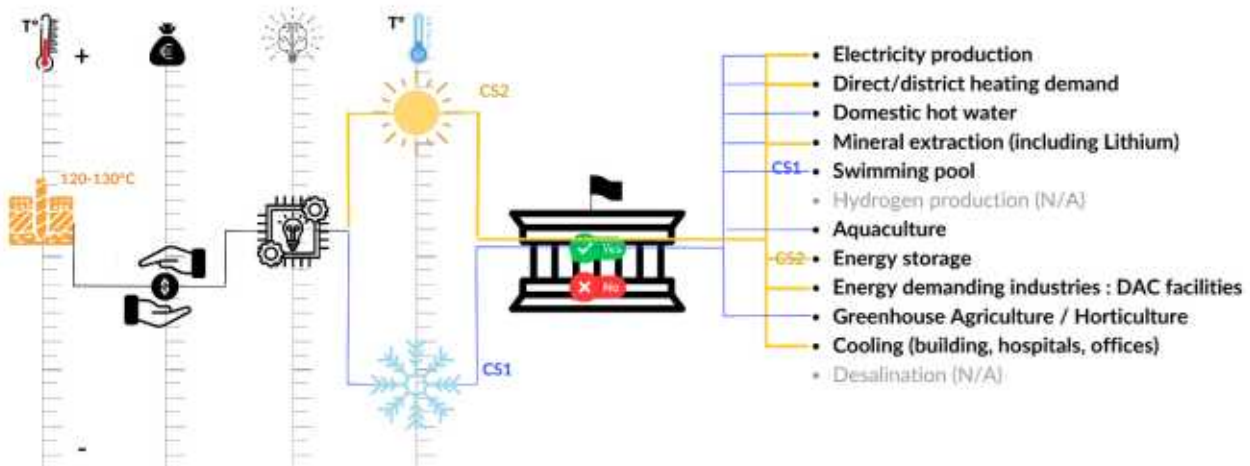 T°
+
€
T°
CS2
120-130°C
$
CS1
Yes
No
-
• Electricity production
• Direct/district heating demand
• Domestic hot water
• Mineral extraction (including Lithium)
CS1
• Swimming pool
• Hydrogen production (N/A)
• Aquaculture
CS2
• Energy storage
• Energy demanding industries : DAC facilities
• Greenhouse Agriculture / Horticulture
• Cooling (building, hospitals, offices)
• Desalination (N/A)